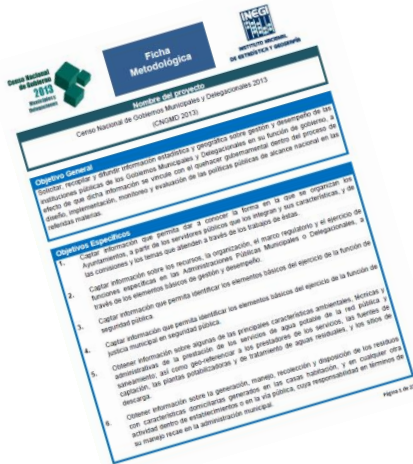 Censo Nacional
de Gobierno
2013
Municipales y
Delegacionales
Ficha
Metodológica
INEGI
INSTITUTO NACIONAL
DE ESTADÍSTICA Y GEOGRAFÍA
Nombre del proyecto
Censo Nacional de Gobiernos Municipales y Delegacionales 2013
(CNGMD 2013)
Objetivo General
Solicitar, recopilar y difundir información estadística y geográfica sobre gestión y desempeño de las
instituciones públicas de los Gobiernos Municipales y Delegacionales en su función de gobierno, a
efecto de que dicha información se vincule con el quehacer gubernamental dentro del proceso de
diseño, implementación, monitoreo y evaluación de las políticas públicas de alcance nacional en las
referidas materias.
Objetivos Específicos
1. Captar información que permita dar a conocer la forma en la que se organizan los
Ayuntamientos, a partir de los servidores públicos que los integran y sus características, y de
las comisiones y los temas que atienden a través de los trabajos de éstas.
2. Captar información sobre los recursos, la organización, el marco regulatorio y el ejercicio de
funciones específicas en las Administraciones Públicas Municipales o Delegacionales, a
través de los elementos básicos de gestión y desempeño.
3. Captar información que permita identificar los elementos básicos del ejercicio de la función de
seguridad pública.
4. Captar información que permita identificar los elementos básicos del ejercicio de la función de
justicia municipal en seguridad pública.
5. Obtener información sobre algunas de las principales características ambientales, técnicas y
administrativas de la prestación de los servicios de agua potable de la red pública y
saneamiento, así como geo-referenciar a los prestadores de los servicios, las fuentes de
captación, las plantas potabilizadoras y de tratamiento de aguas residuales, y los sitios de
descarga.
6. Obtener información sobre la generación, manejo, recolección y disposición de los residuos
con características domiciliarias generados en las casas habitación, y en cualquier otra
actividad dentro de establecimientos o en la vía pública, cuya responsabilidad en términos de
su manejo recae en la administración municipal.
Página 1 de